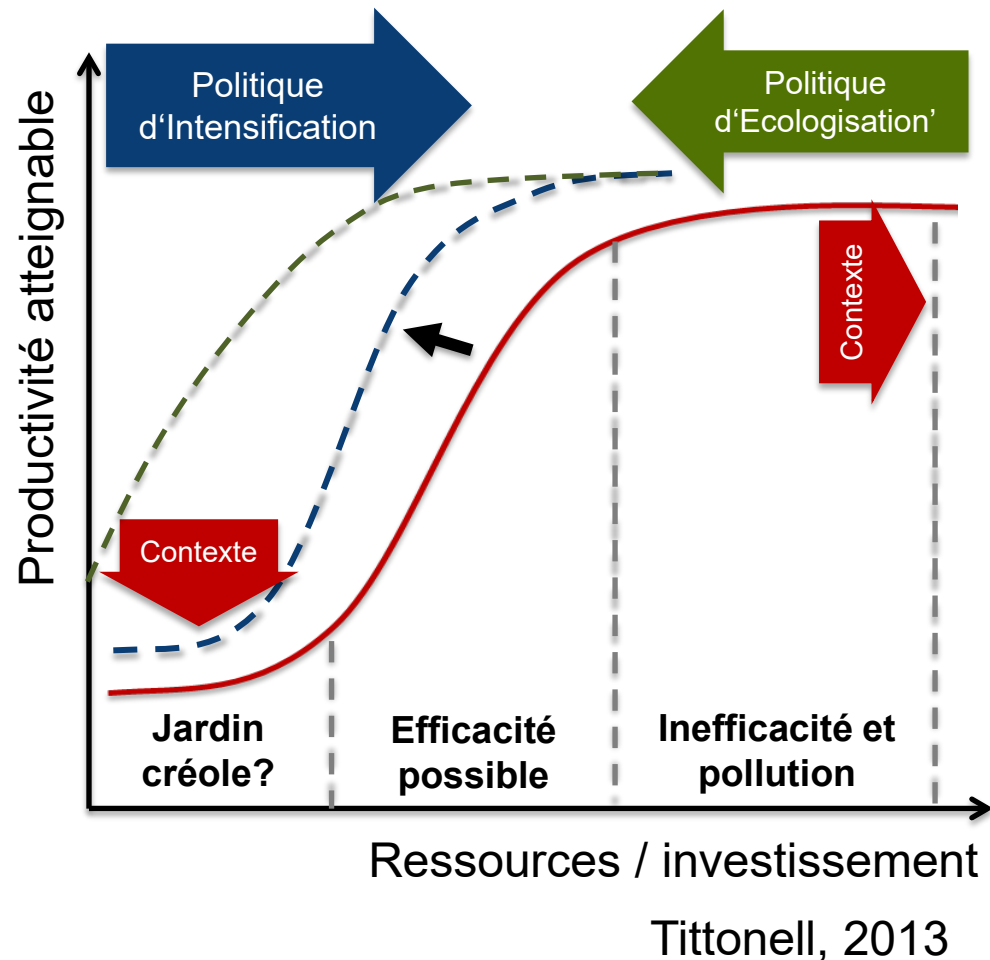 Politique
d‘Intensification
Politique
d‘Ecologisation’
Productivité atteignable
Contexte
Contexte
Jardin
créole?
Efficacité
possible
Inefficacité et
pollution
Ressources / investissement
Tittonell, 2013